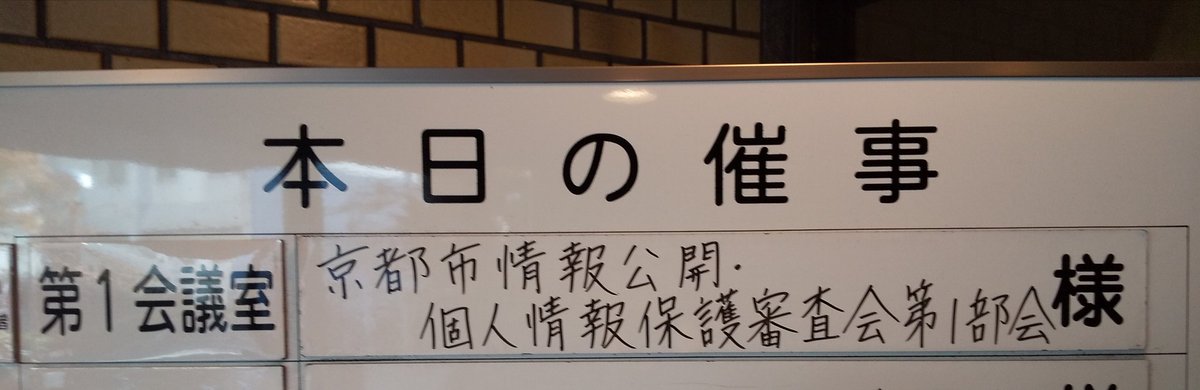 本日の催事
第1会議室
京都市情報公開・
個人情報保護審査会第1部会
様